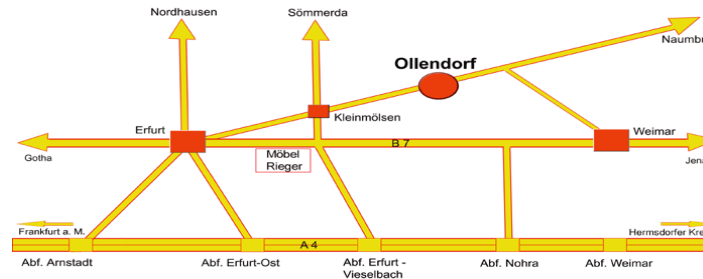 Nordhausen
Sömmerda
Naumbu
Ollendorf
Kleinmölsen
Erfurt
Weimar
B 7
Gotha
Möbel
Rieger
Jena
Frankfurt a. M.
Hermsdorfer Kre
A 4
Abf. Arnstadt
Abf. Erfurt-Ost
Abf. Erfurt -
Vieselbach
Abf. Nohra
Abf. Weimar